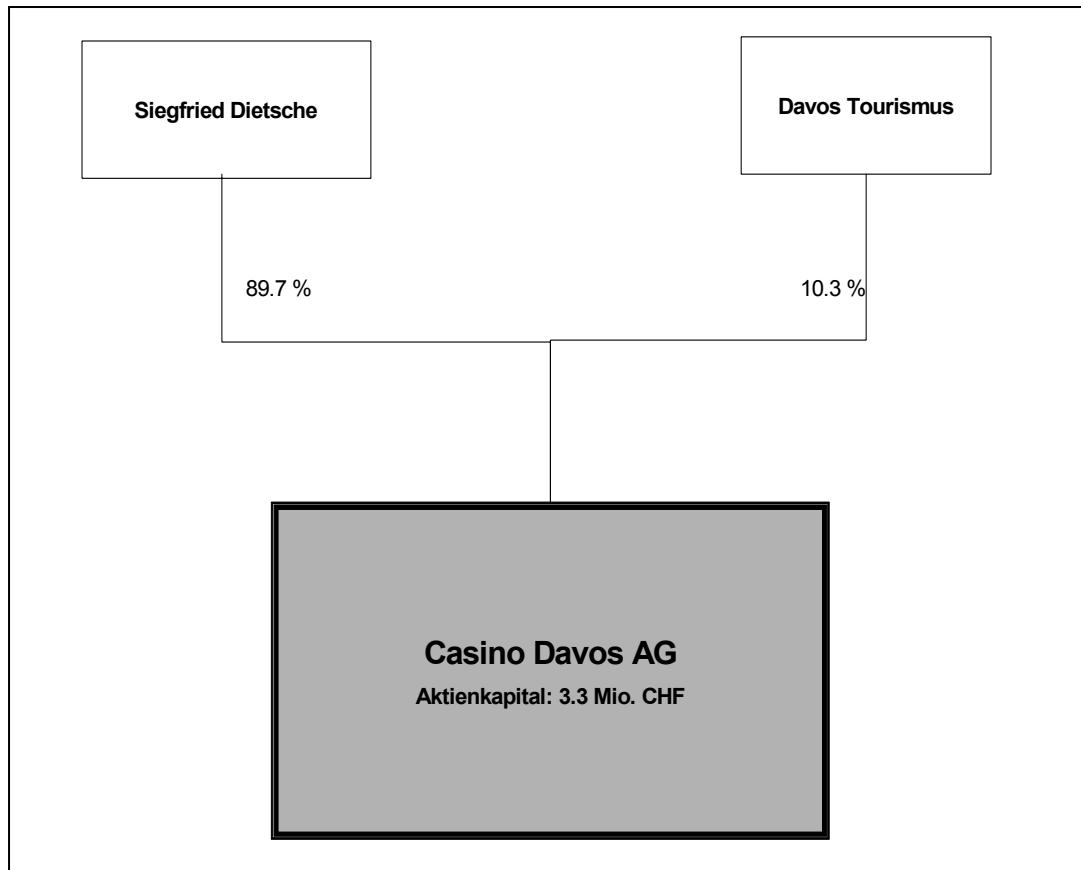 Siegfried Dietsche
Davos Tourismus
89.7 %
10.3 %
Casino Davos AG
Aktienkapital: 3.3 Mio. CHF